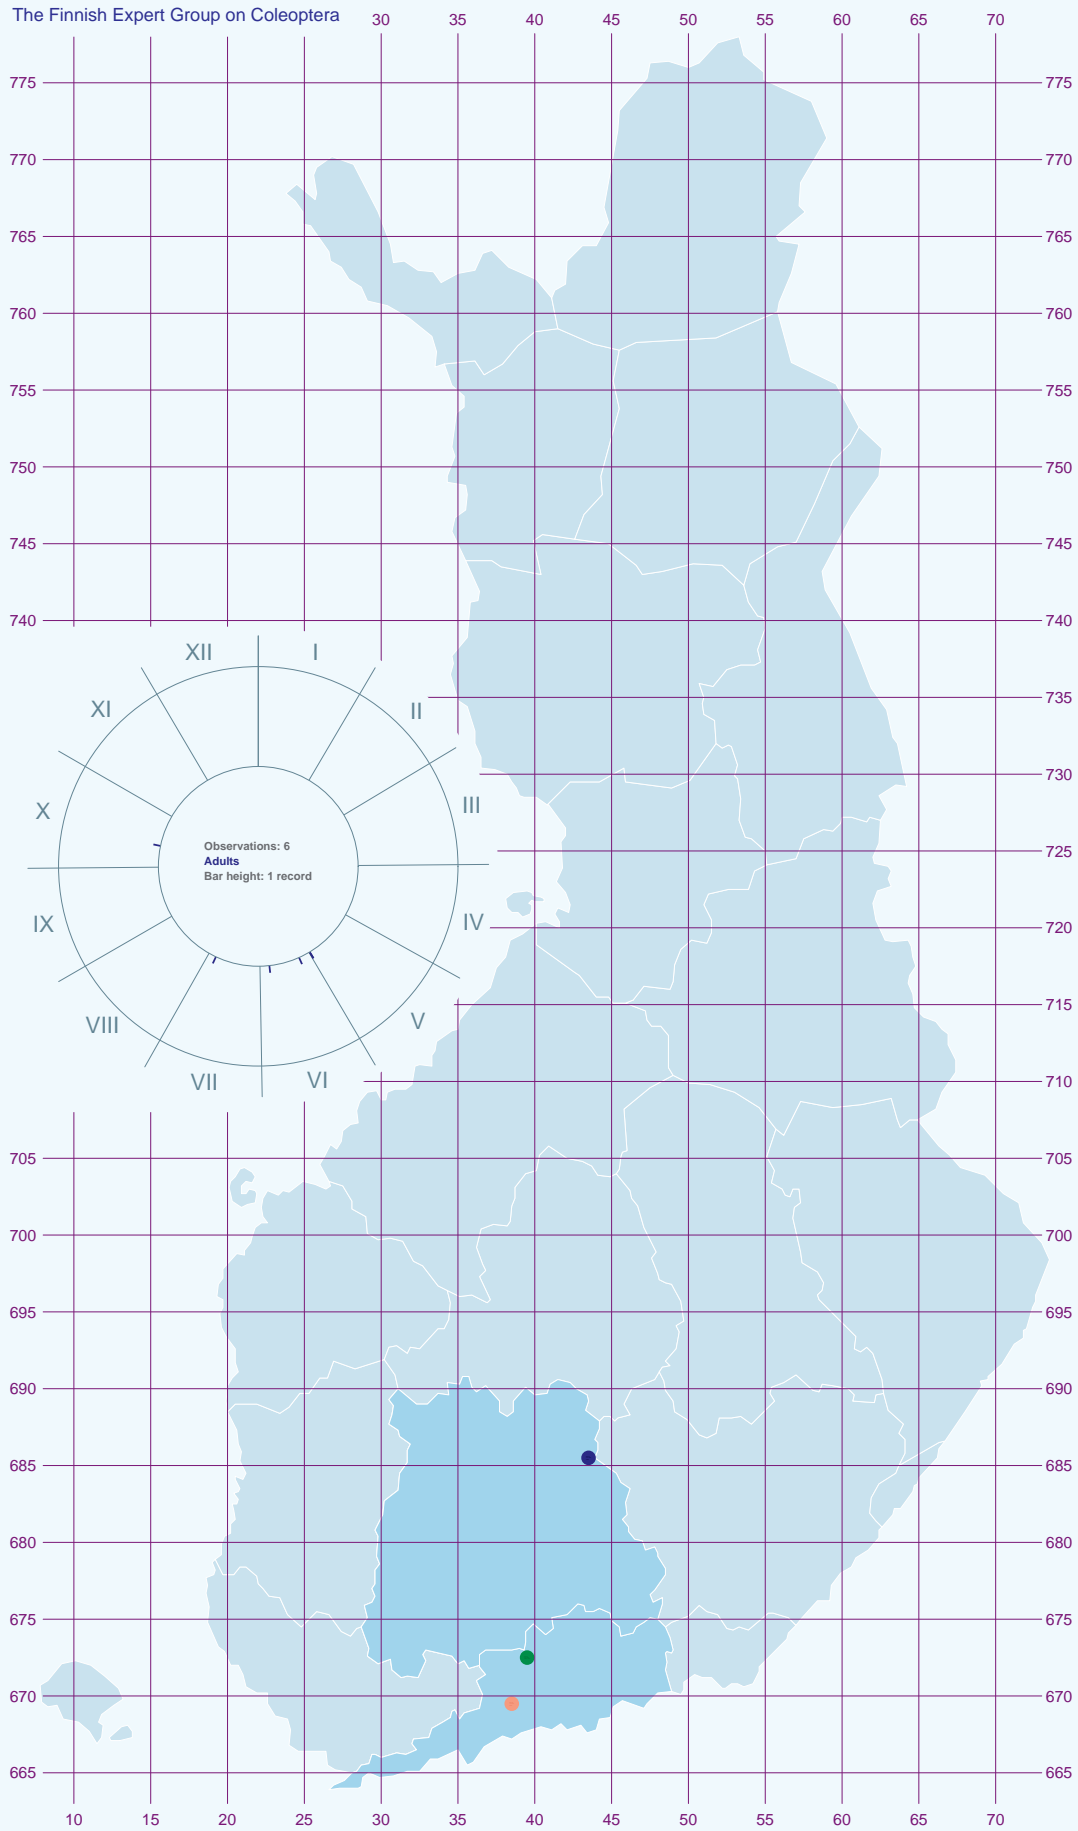 The Finnish Expert Group on Coleoptera
30 35 40 45 50 55 60 65 70
775 775
770 770
765 765
760 760
755 755
750 750
745 745
740 740
XII I
XI II
735
730
X III
Observations: 6
Adults
Bar height: 1 record
725
IX IV
720
715
VIII V
VII VI
710
705 705
700 700
695 695
690 690
685 685
680 680
675 675
670 670
665 665
10 15 20 25 30 35 40 45 50 55 60 65 70